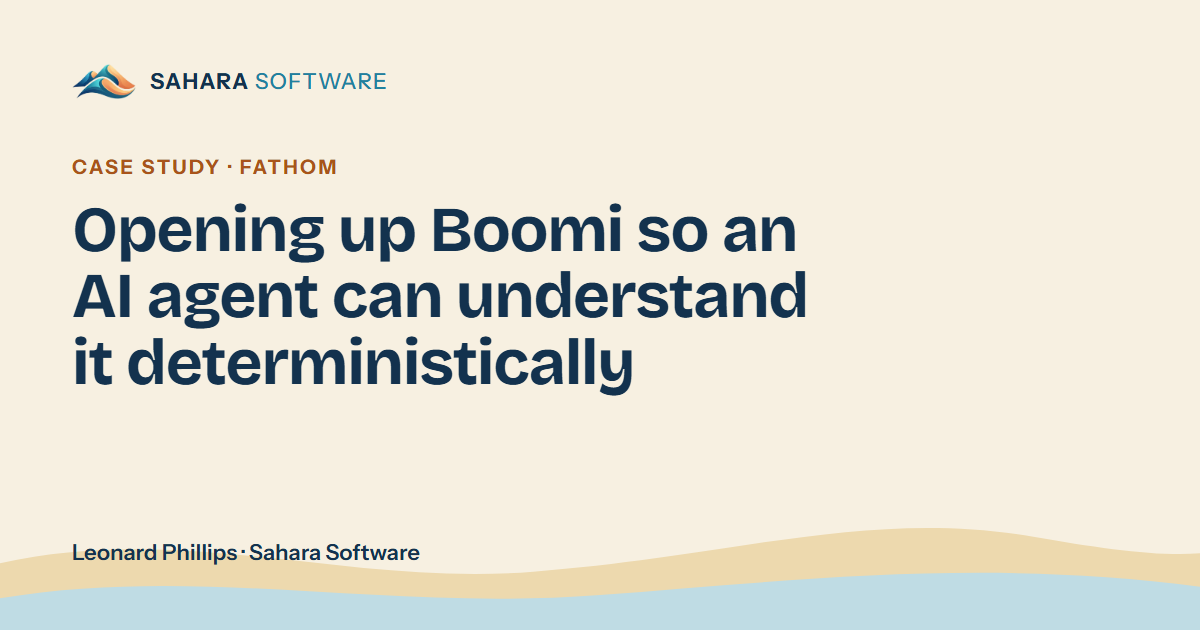 SAHARA SOFTWARE
CASE STUDY · FATHOM
Opening up Boomi so an
AI agent can understand
it deterministically
Leonard Phillips · Sahara Software